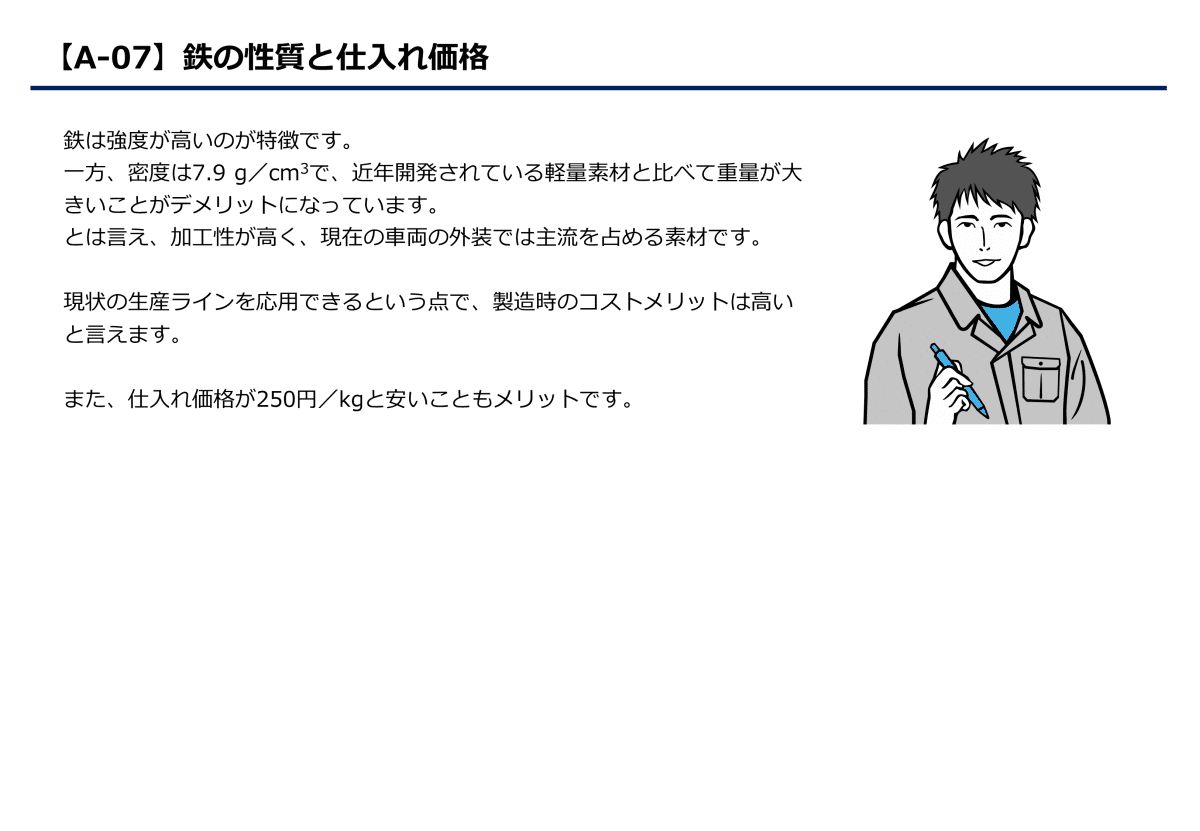 【A-07】鉄の性質と仕入れ価格
鉄は強度が高いのが特徴です。
一方、密度は7.9 g／cm³で、近年開発されている軽量素材と比べて重量が大
きいことがデメリットになっています。
とは言え、加工性が高く、現在の車両の外装では主流を占める素材です。
現状の生産ラインを応用できるという点で、製造時のコストメリットは高い
と言えます。
また、仕入れ価格が250円／kgと安いこともメリットです。